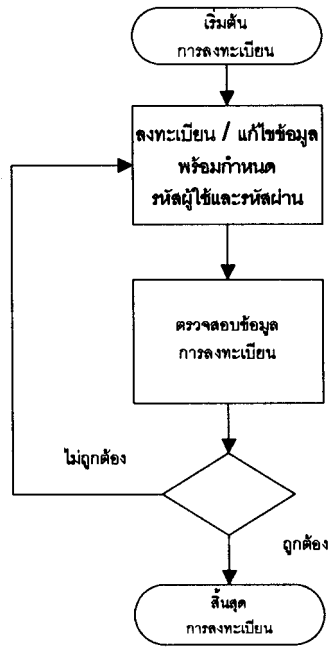 เริ่มต้น
การลงทะเบียน
ลงทะเบียน / แก้ไขข้อมูล
พร้อมกำหนด
รหัสผู้ใช้และรหัสผ่าน
ตรวจสอบข้อมูล
การลงทะเบียน
ไม่ถูกต้อง
ถูกต้อง
สิ้นสุด
การลงทะเบียน